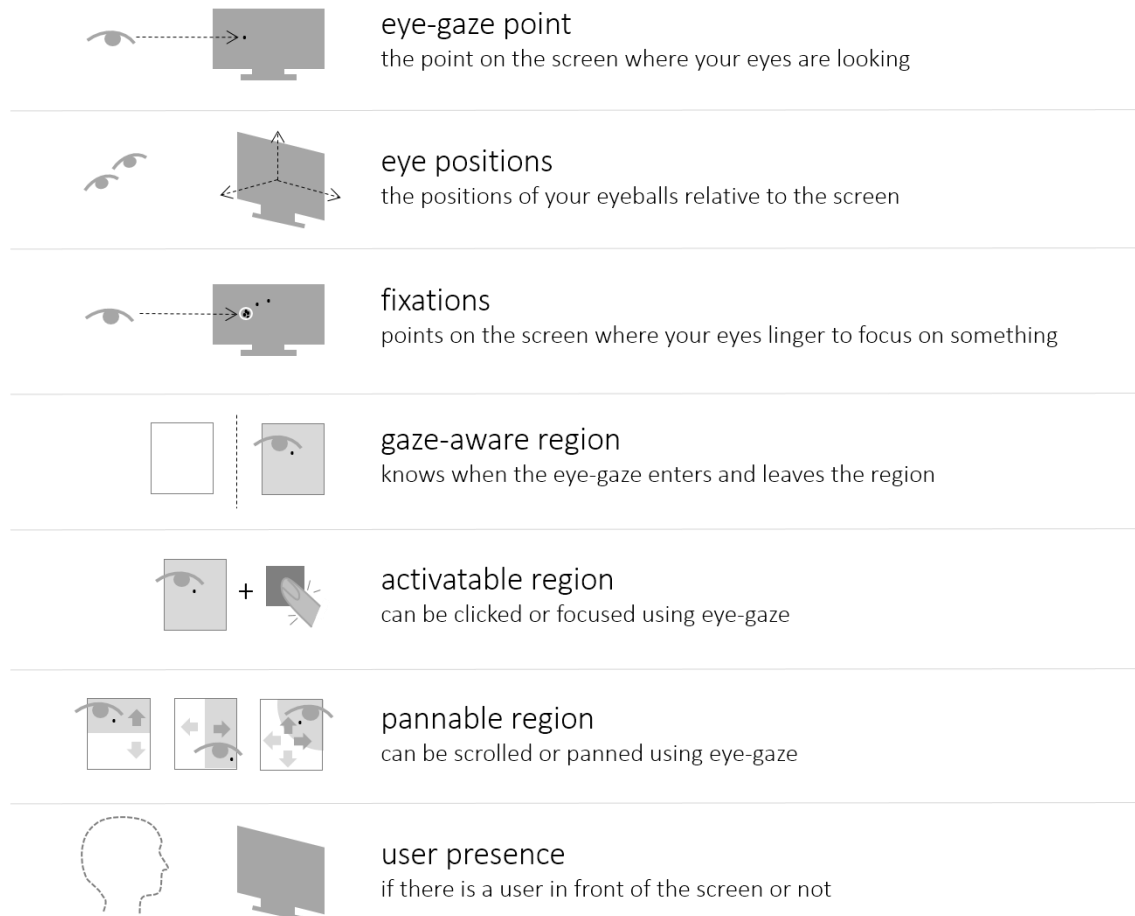 eye-gaze point
the point on the screen where your eyes are looking
eye positions
the positions of your eyeballs relative to the screen
fixations
points on the screen where your eyes linger to focus on something
gaze-aware region
knows when the eye-gaze enters and leaves the region
+
activatable region
can be clicked or focused using eye-gaze
pannable region
can be scrolled or panned using eye-gaze
user presence
if there is a user in front of the screen or not